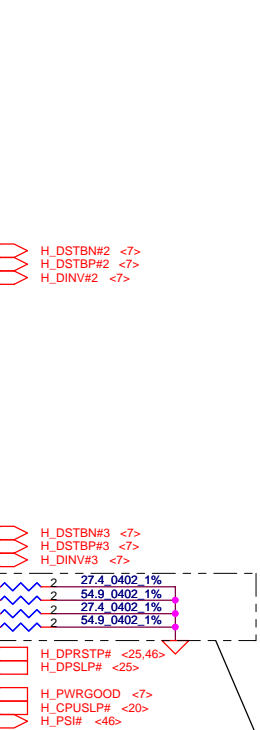 H_DSTBN#2 <7>
H_DSTBP#2 <7>
H_DINV#2 <7>
H_DSTBN#3 <7>
H_DSTBP#3 <7>
H_DINV#3 <7>
2 27.4_0402_1%
2 54.9_0402_1%
2 27.4_0402_1%
2 54.9_0402_1%
H_DPRSTP# <25,46>
H_DPSLP# <25>
H_PWRGOOD <7>
H_CPUSLP# <20>
H_PSI# <46>